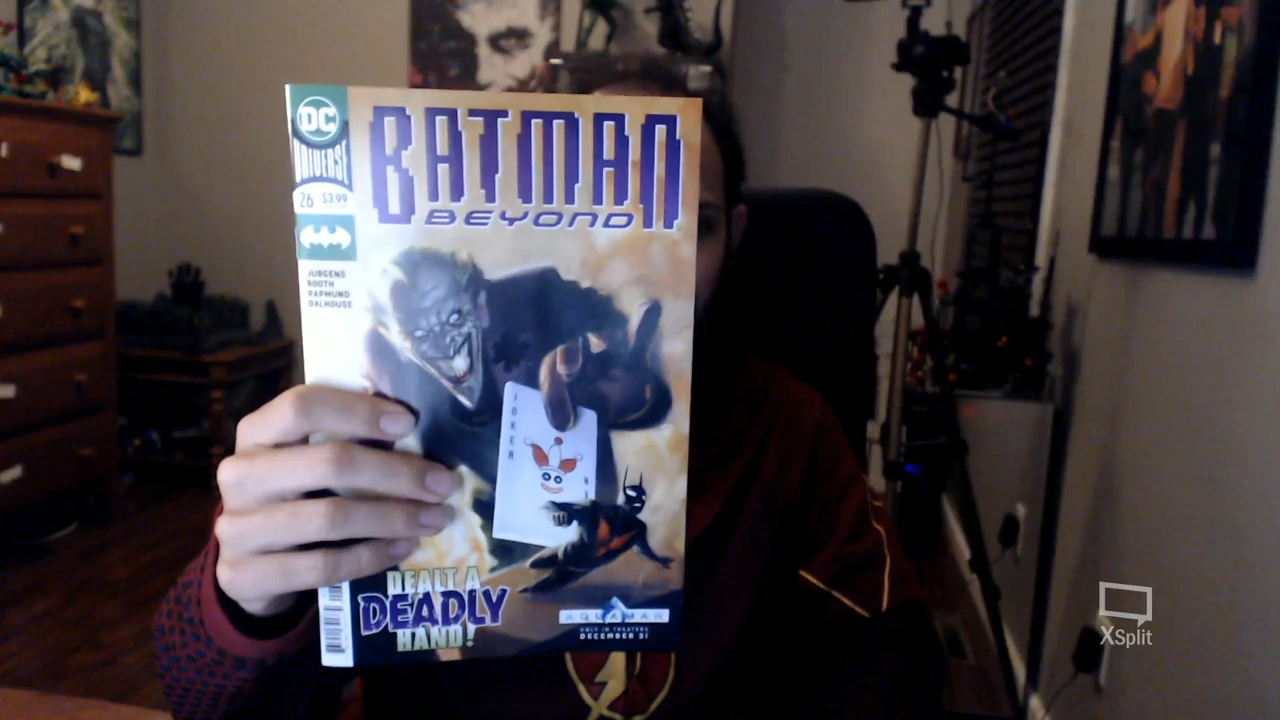 DC
UNIVERSE
26 $3.99
BATMAN
BEYOND
JURGENS
ROOTH
RAPMUND
DALHOUSE
JOKER
DEALT A
DEADLY
HAND!
AQUAMAN
ONLY IN THEATERS
DECEMBER 21
XSplit